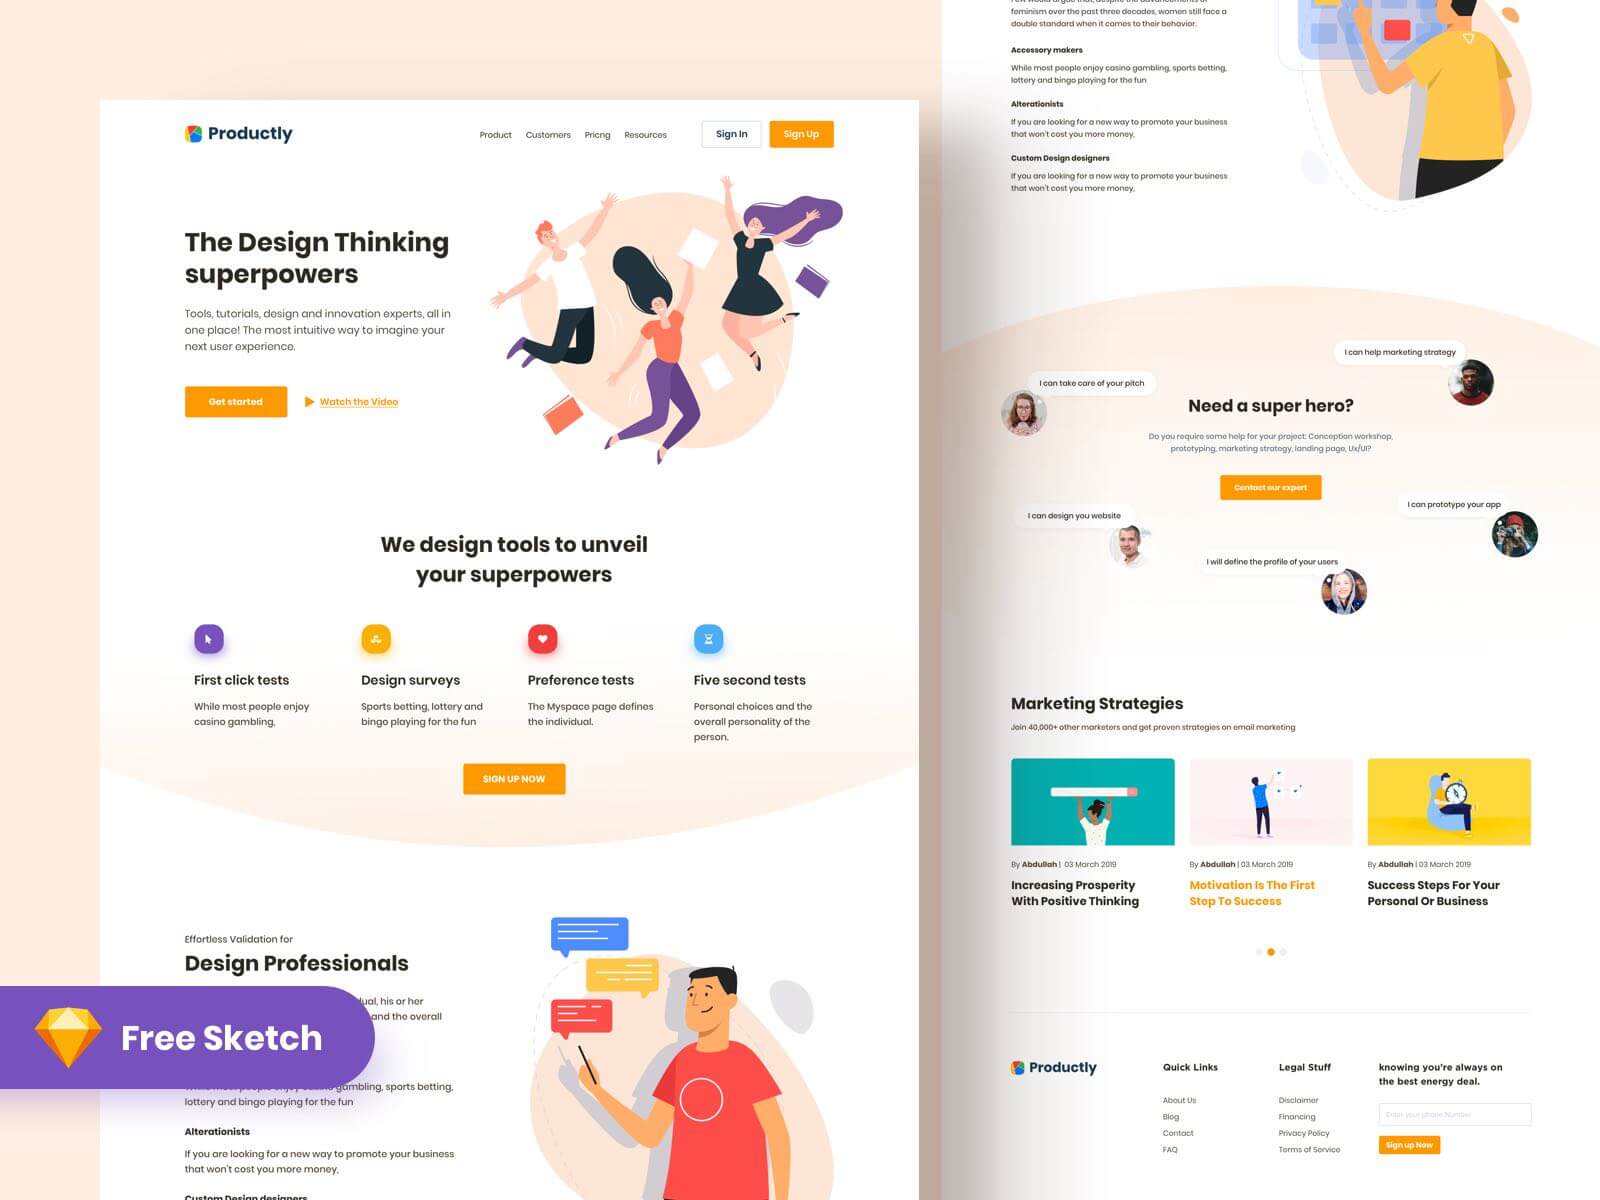 Productly
Product Customers Pricng Resources Sign In Sign Up
The Design Thinking
superpowers
Tools, tutorials, design and innovation experts, all in
one place! The most intuitive way to imagine your
next user experience.
Get started Watch the Video
We design tools to unveil
your superpowers
First click tests
While most people enjoy
casino gambling,
Design surveys
Sports betting, lottery and
bingo playing for the fun
Preference tests
The Myspace page defines
the individual.
Five second tests
Personal choices and the
overall personality of the
person.
SIGN UP NOW
Effortless Validation for
Design Professionals
his or her
and the overall
Free Sketch
gambling, sports betting,
lottery and bingo playing for the fun
Alterationists
If you are looking for a new way to promote your business
that won't cost you more money,
Custom Design designers
feminism over the past three decades, women still face a
double standard when it comes to their behavior.
Accessory makers
While most people enjoy casino gambling, sports betting,
lottery and bingo playing for the fun
Alterationists
If you are looking for a new way to promote your business
that won't cost you more money,
Custom Design designers
If you are looking for a new way to promote your business
that won't cost you more money,
I can help marketing strategy
I can take care of your pitch
Need a super hero?
Do you require some help for your project: Conception workshop,
prototyping, marketing strategy, landing page, Ux/UI?
Contact our expert
I can prototype your app
I can design you website
I will define the profile of your users
Marketing Strategies
Join 40,000+ other marketers and get proven strategies on email marketing
By Abdullah | 03 March 2019
Increasing Prosperity
With Positive Thinking
By Abdullah | 03 March 2019
Motivation Is The First
Step To Success
By Abdullah | 03 March 2019
Success Steps For Your
Personal Or Business
Productly
Quick Links
About Us
Blog
Contact
FAQ
Legal Stuff
Disclaimer
Financing
Privacy Policy
Terms of Service
knowing you're always on
the best energy deal.
Enter your phone Number
Sign up Now